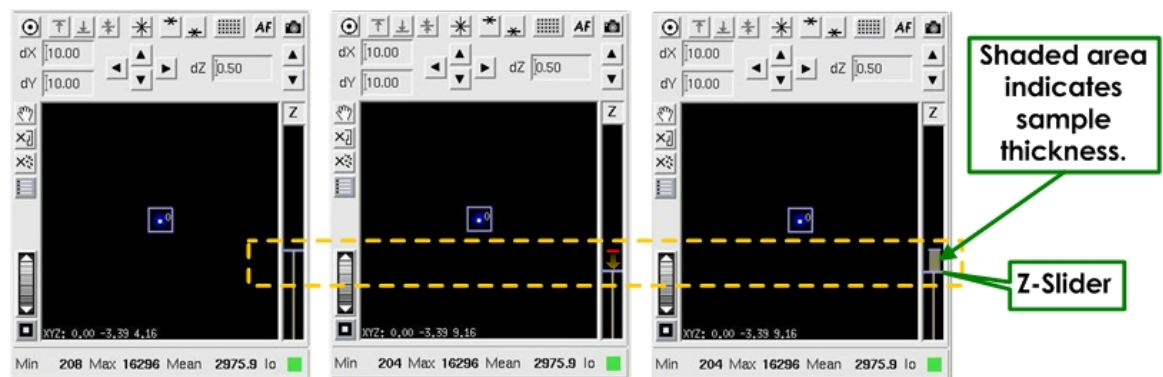 AF
dX 10.00
dY 10.00
dZ 0.50
Z
0
XYZ: 0.00 -3.39 4.16
Min 208 Max 16296 Mean 2975.9 Io
AF
dX 10.00
dY 10.00
dZ 0.50
Z
0
XYZ: 0.00 -3.39 9.16
Min 204 Max 16296 Mean 2975.9 Io
AF
dX 10.00
dY 10.00
dZ 0.50
Z
0
XYZ: 0.00 -3.39 9.16
Min 204 Max 16296 Mean 2975.9 Io
Shaded area
indicates
sample
thickness.
Z-Slider